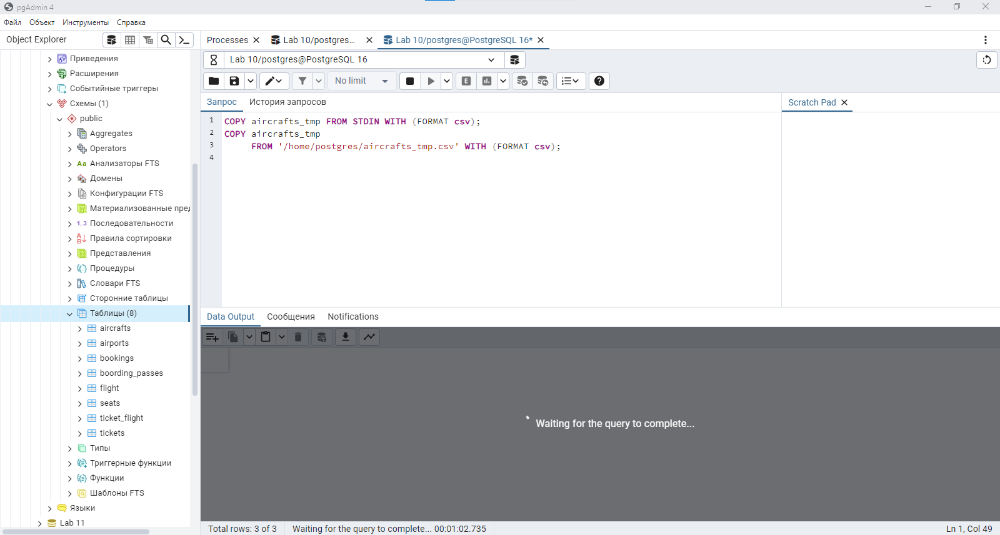 pgAdmin 4
Файл Объект Инструменты Справка
Object Explorer
Приведения
Расширения
Событийные триггеры
Схемы (1)
public
Aggregates
Operators
Aa Анализаторы FTS
Домены
Конфигурации FTS
Материализованные пред
1..3 Последовательности
Правила сортировки
Представления
Процедуры
Словари FTS
Сторонние таблицы
Таблицы (8)
aircrafts
airports
bookings
boording_passes
flight
seats
ticket_flight
tickets
Типы
Триггерные функции
Функции
Шаблоны FTS
Языки
Lab 11
Processes Lab 10/postgres... Lab 10/postgres@PostgreSQL 16*
Lab 10/postgres@PostgreSQL 16
No limit E
Запрос История запросов
Scratch Pad
1 COPY aircrafts_tmp FROM STDIN WITH (FORMAT csv);
2 COPY aircrafts_tmp
3 FROM '/home/postgres/aircrafts_tmp.csv' WITH (FORMAT csv);
4
Data Output Сообщения Notifications
Waiting for the query to complete...
Total rows: 3 of 3 Waiting for the query to complete... 00:01:02.735 Ln 1, Col 49